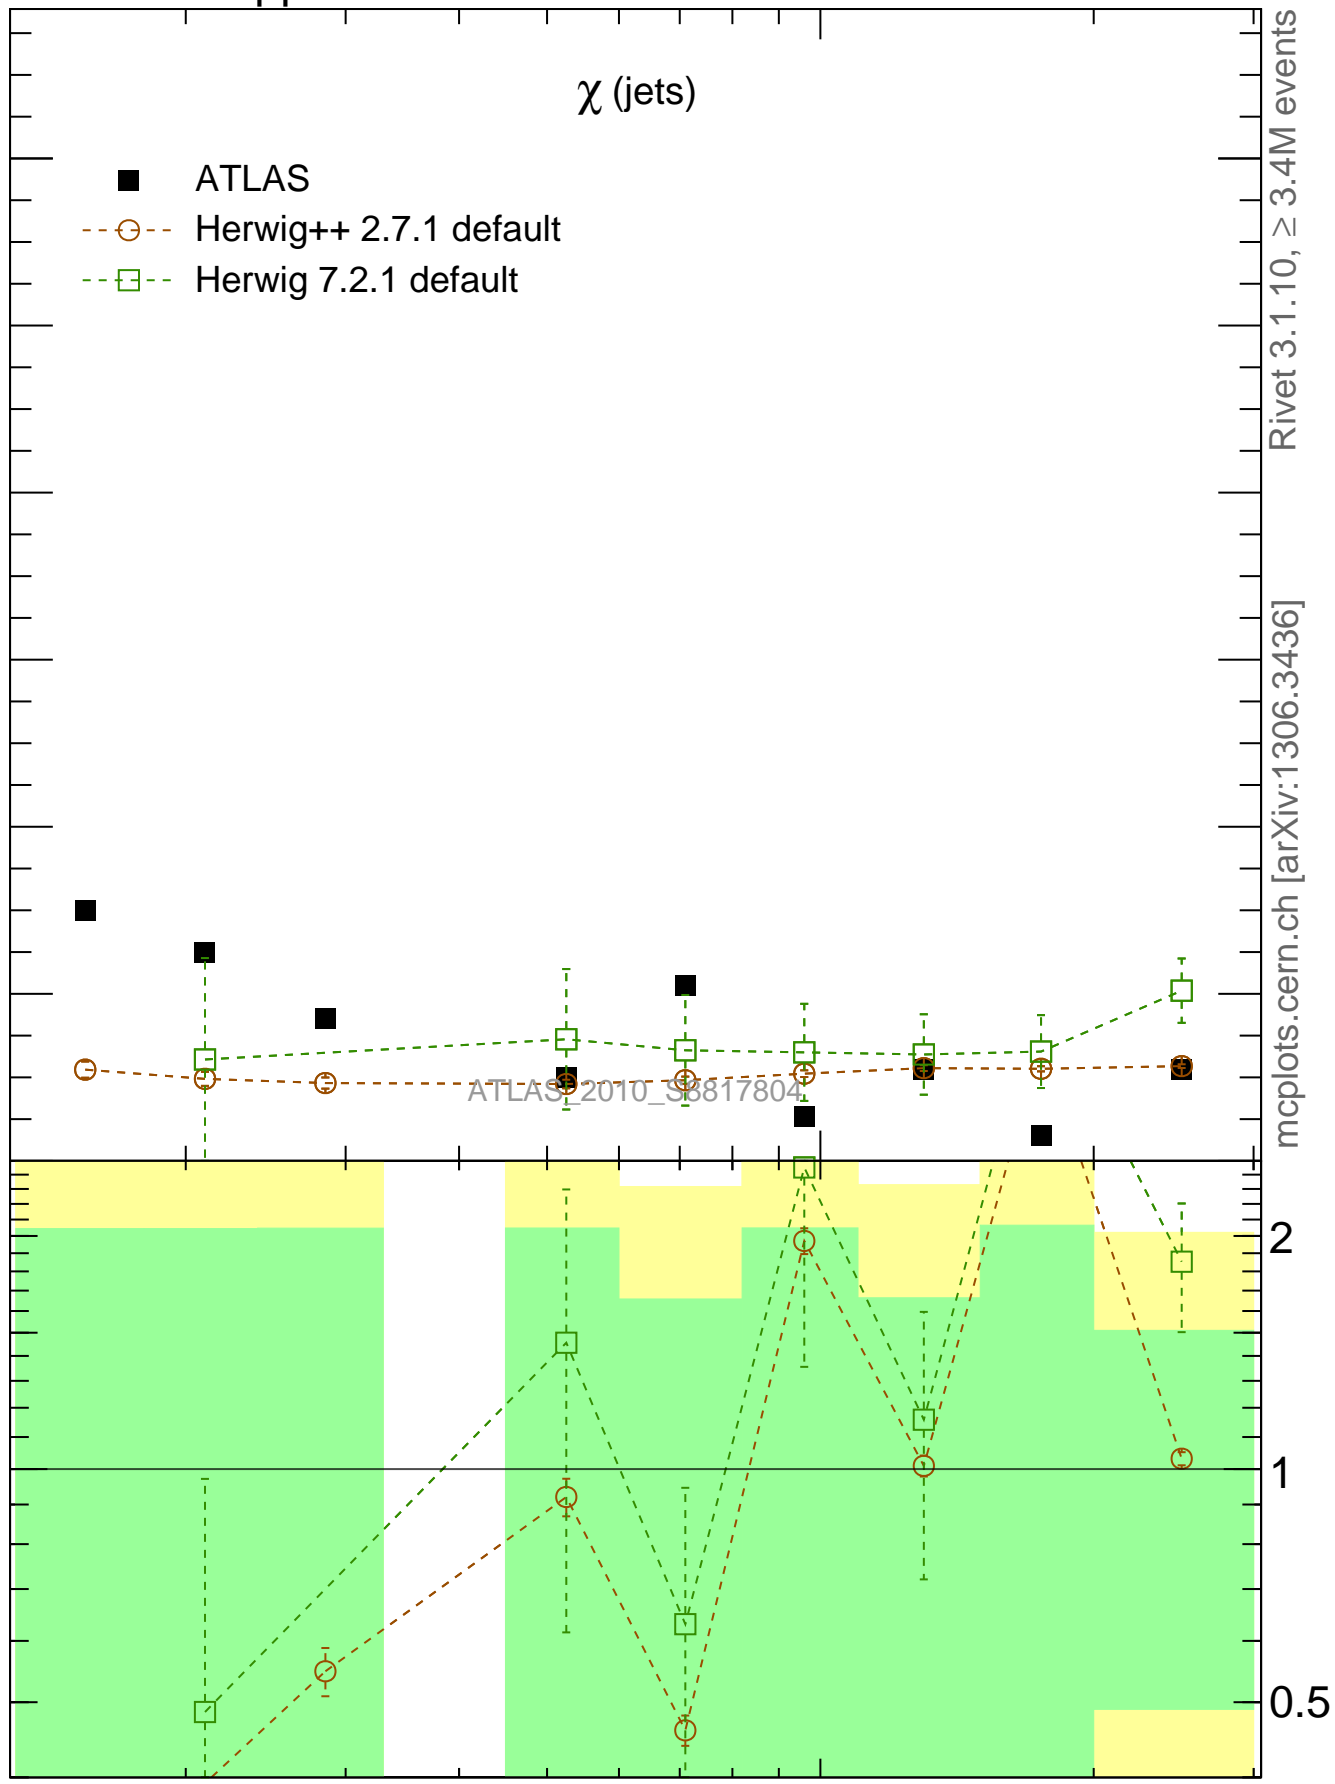 χ (jets)
ATLAS
Herwig++ 2.7.1 default
Herwig 7.2.1 default
ATLAS_2010_S8817804
Rivet 3.1.10, ≥ 3.4M events
mcplots.cern.ch [arXiv:1306.3436]
2
1
0.5